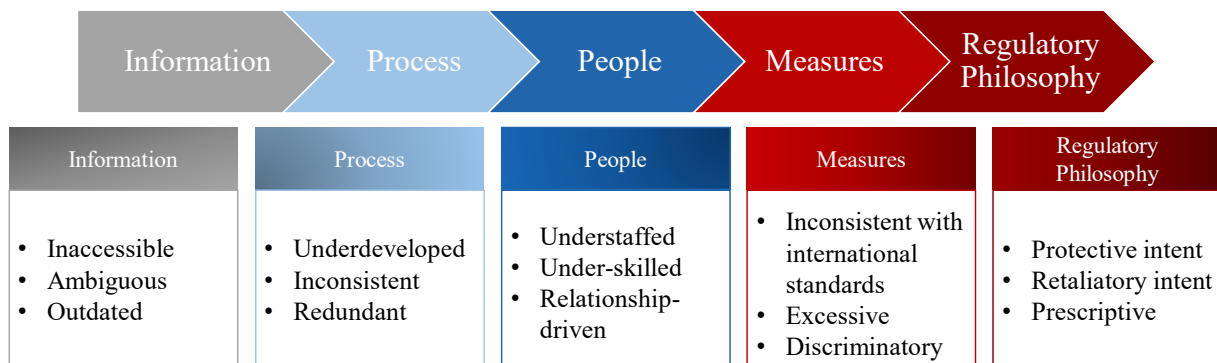 Information
Process
People
Measures
Regulatory
Philosophy
Information
• Inaccessible
• Ambiguous
• Outdated
Process
• Underdeveloped
• Inconsistent
• Redundant
People
• Understaffed
• Under-skilled
• Relationship-
driven
Measures
• Inconsistent with
international
standards
• Excessive
• Discriminatory
Regulatory
Philosophy
• Protective intent
• Retaliatory intent
• Prescriptive